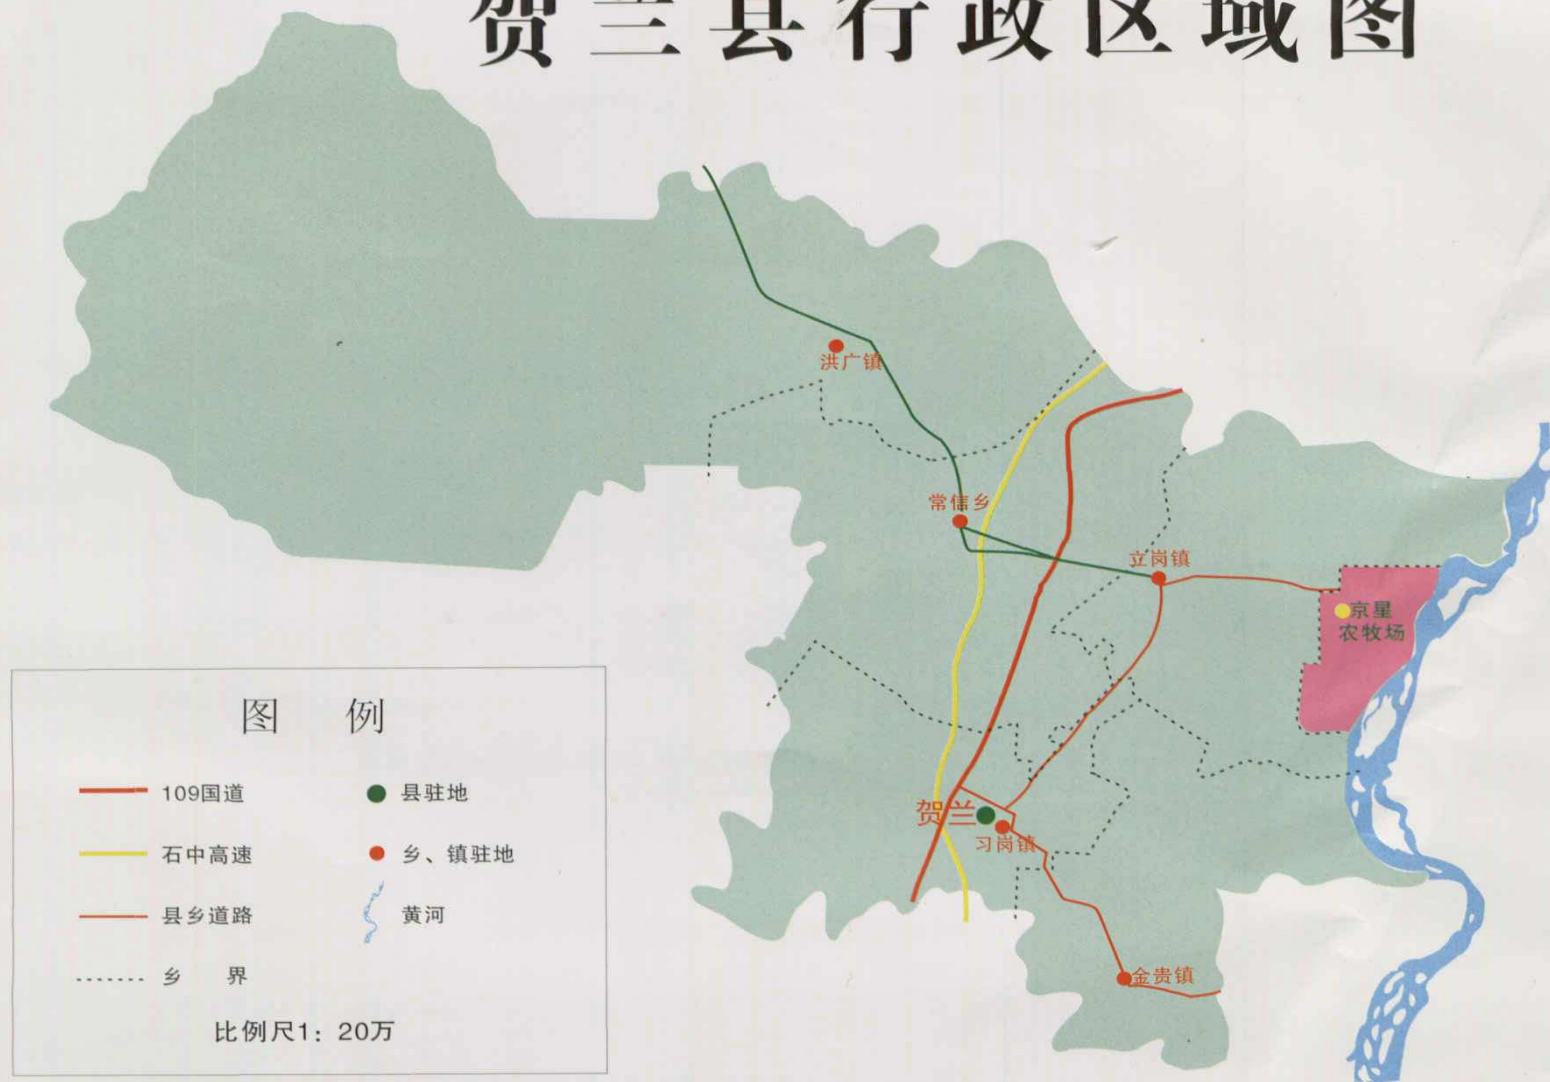 贺兰县行政区域图
洪广镇
常信乡
立岗镇
京星
农牧场
贺兰
习岗镇
金贵镇
图 例
109国道
县驻地
石中高速
乡、镇驻地
县乡道路
黄河
乡 界
比例尺1：20万